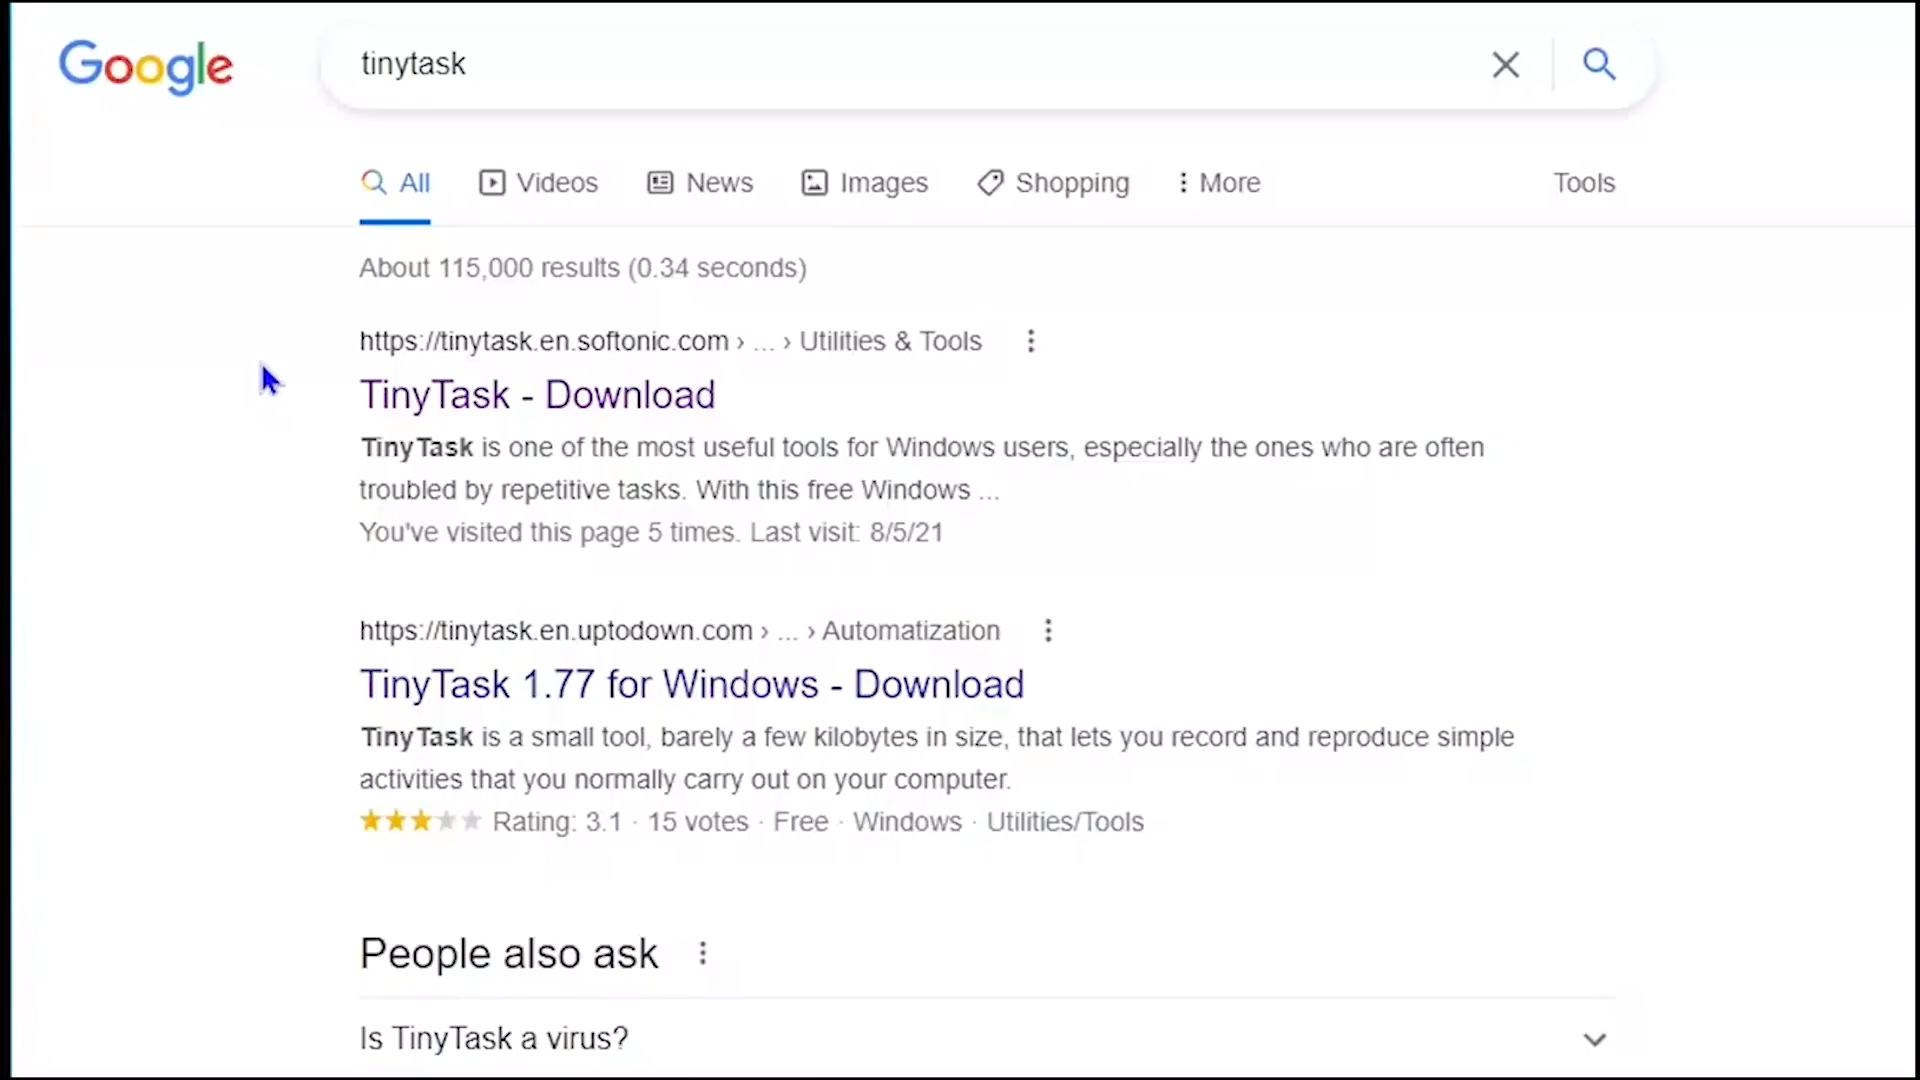 Google
tinytask
All Videos News Images Shopping More Tools
About 115,000 results (0.34 seconds)
https://tinytask.en.softonic.com › ... › Utilities & Tools
TinyTask - Download
TinyTask is one of the most useful tools for Windows users, especially the ones who are often
troubled by repetitive tasks. With this free Windows ...
You've visited this page 5 times. Last visit: 8/5/21
https://tinytask.en.uptodown.com › ... › Automatization
TinyTask 1.77 for Windows - Download
TinyTask is a small tool, barely a few kilobytes in size, that lets you record and reproduce simple
activities that you normally carry out on your computer.
Rating: 3.1 · 15 votes · Free · Windows · Utilities/Tools
People also ask
Is TinyTask a virus?